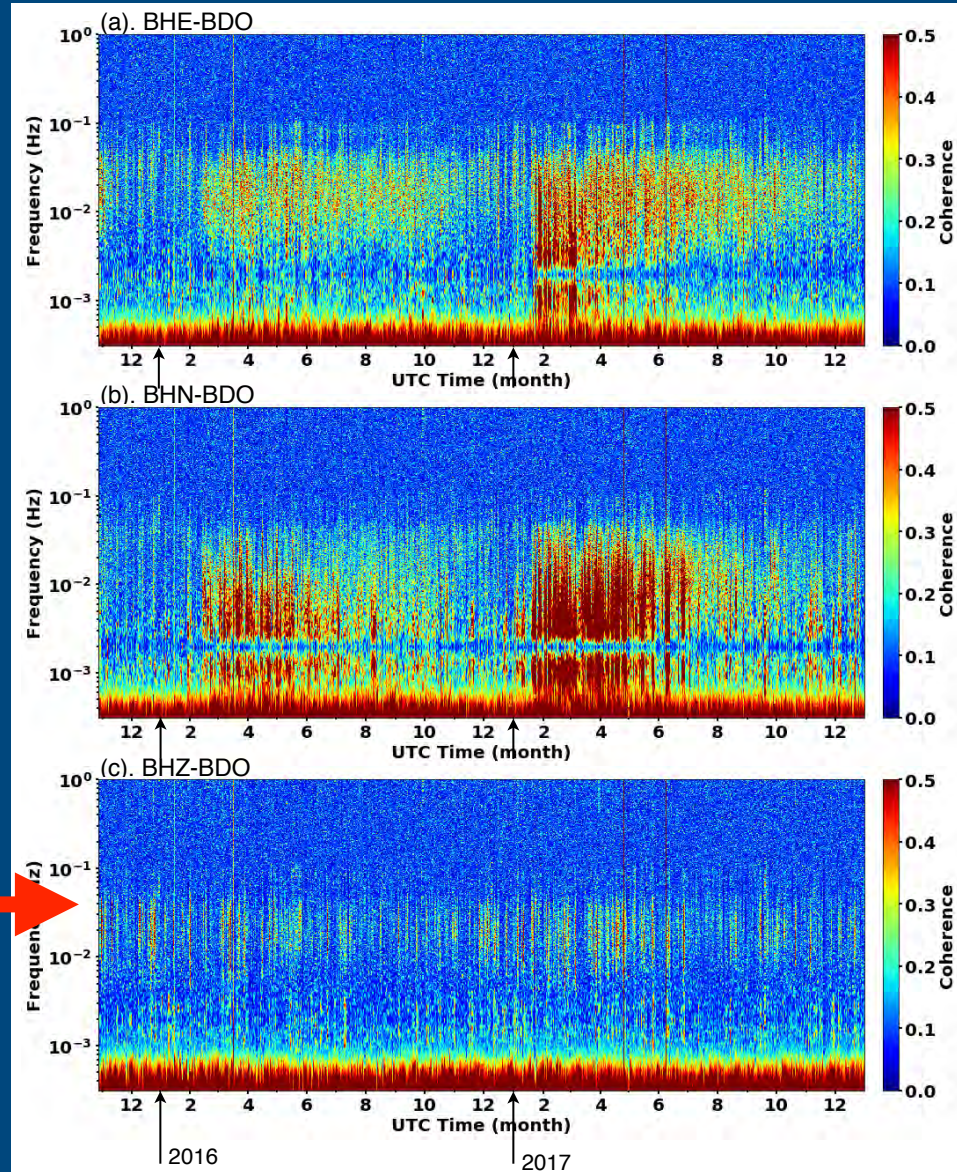 (a). BHE-BDO
10⁰
10⁻¹
10⁻²
10⁻³
Frequency (Hz)
12 2 4 6 8 10 12 2 4 6 8 10 12
UTC Time (month)
0.5
0.4
0.3
0.2
0.1
0.0
Coherence
(b). BHN-BDO
10⁰
10⁻¹
10⁻²
10⁻³
Frequency (Hz)
12 2 4 6 8 10 12 2 4 6 8 10 12
UTC Time (month)
0.5
0.4
0.3
0.2
0.1
0.0
Coherence
(c). BHZ-BDO
10⁰
10⁻¹
10⁻²
10⁻³
Frequency (Hz)
12 2 4 6 8 10 12 2 4 6 8 10 12
UTC Time (month)
0.5
0.4
0.3
0.2
0.1
0.0
Coherence
2016 2017